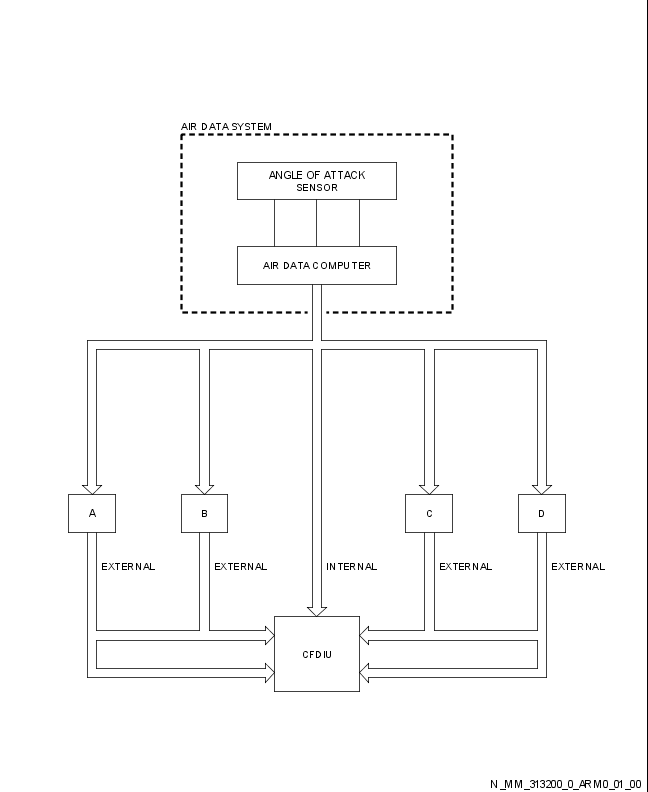 AIR DATA SYSTEM
ANGLE OF ATTACK
SENSOR
AIR DATA COMPUTER
A
B
C
D
EXTERNAL
EXTERNAL
INTERNAL
EXTERNAL
EXTERNAL
CFDIU
N_MM_313200_0_ARM0_01_00